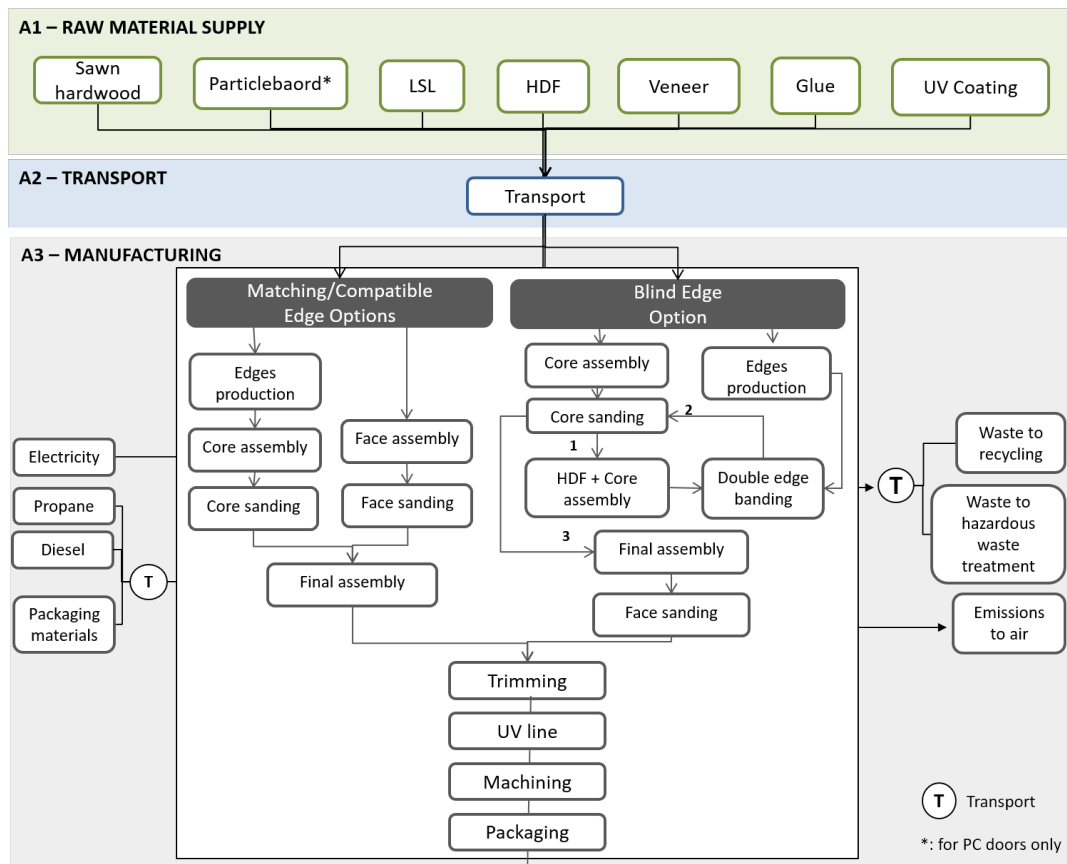 A1 – RAW MATERIAL SUPPLY
Sawn
hardwood
Particlebaord*
LSL
HDF
Veneer
Glue
UV Coating
A2 – TRANSPORT
Transport
A3 – MANUFACTURING
Matching/Compatible
Edge Options
Blind Edge
Option
Edges
production
Core assembly
Core sanding
Face assembly
Face sanding
Final assembly
Core assembly
Edges
production
Core sanding
2
1
HDF + Core
assembly
Double edge
banding
3
Final assembly
Face sanding
Trimming
UV line
Machining
Packaging
Electricity
Propane
Diesel
Packaging
materials
T
T
Waste to
recycling
Waste to
hazardous
waste
treatment
Emissions
to air
T
Transport
*: for PC doors only